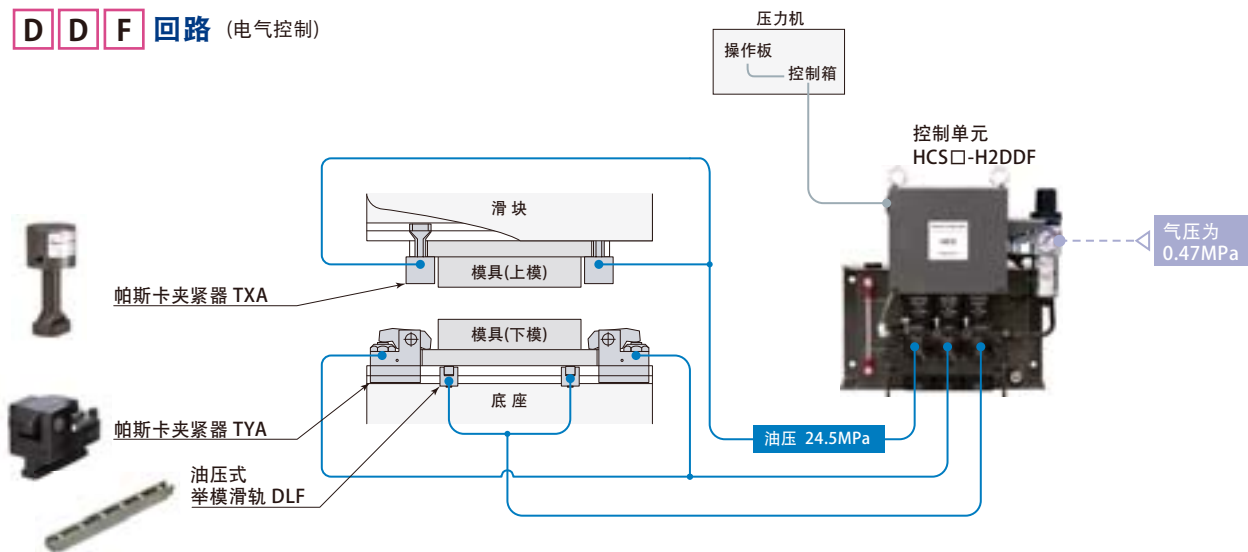 D D F 回路 (电气控制)
压力机
操作板
控制箱
控制单元
HCS□-H2DDF
气压为
0.47MPa
滑块
模具(上模)
帕斯卡夹紧器 TXA
模具(下模)
底座
帕斯卡夹紧器 TYA
油压 24.5MPa
油压式
举模滑轨 DLF